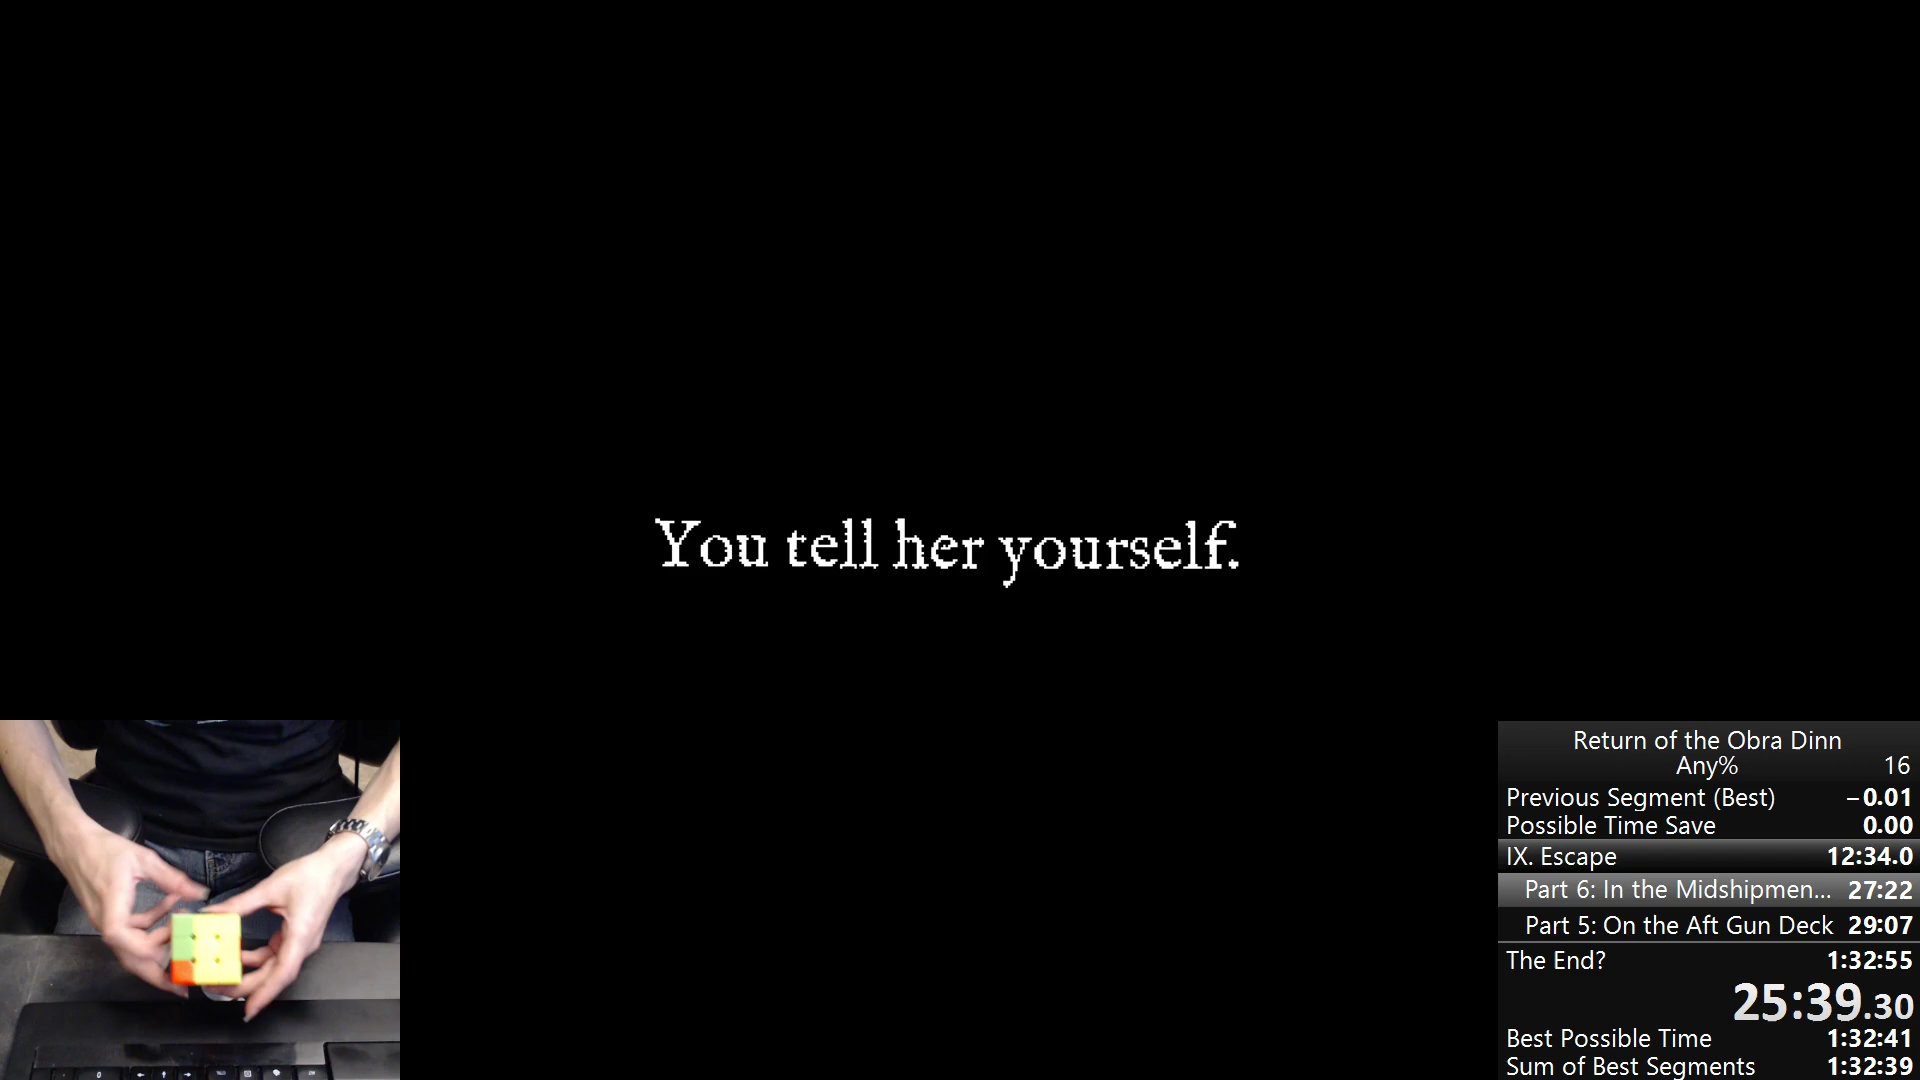 You tell her yourself.
Return of the Obra Dinn
Any% 16
Previous Segment (Best) −0.01
Possible Time Save 0.00
IX. Escape 12:34.0
Part 6: In the Midshipmen... 27:22
Part 5: On the Aft Gun Deck 29:07
The End? 1:32:55
25:39.30
Best Possible Time 1:32:41
Sum of Best Segments 1:32:39